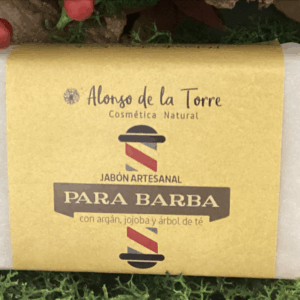 Alonso de la Torre
Cosmética Natural
JABÓN ARTESANAL
PARA BARBA
con argán, jojoba y árbol de té